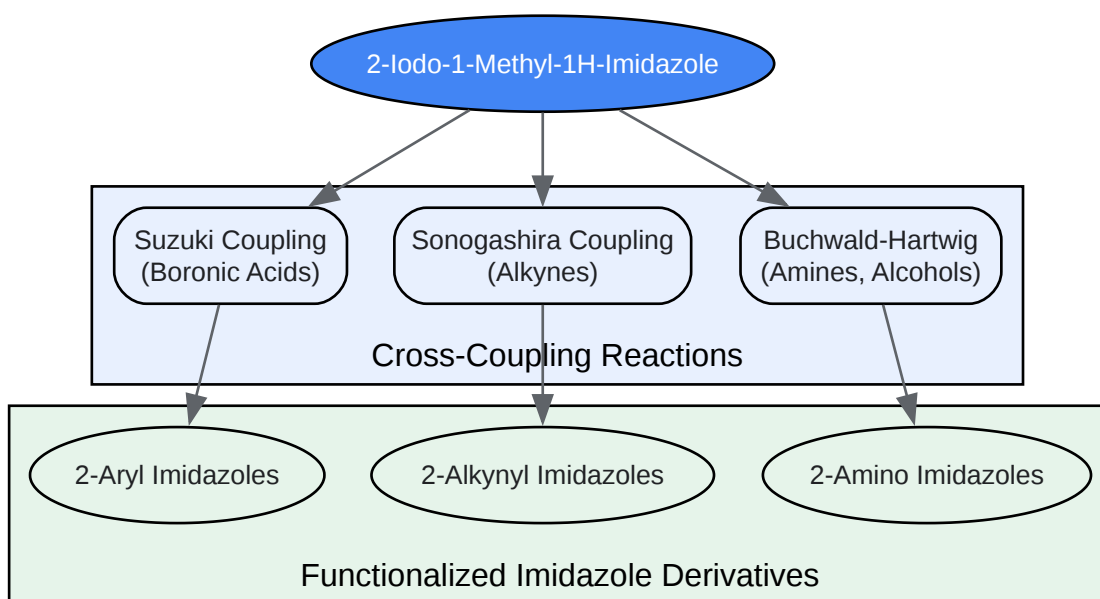 2-Iodo-1-Methyl-1H-Imidazole
Suzuki Coupling
(Boronic Acids)
Sonogashira Coupling
(Alkynes)
Buchwald-Hartwig
(Amines, Alcohols)
Cross-Coupling Reactions
2-Aryl Imidazoles
2-Alkynyl Imidazoles
2-Amino Imidazoles
Functionalized Imidazole Derivatives